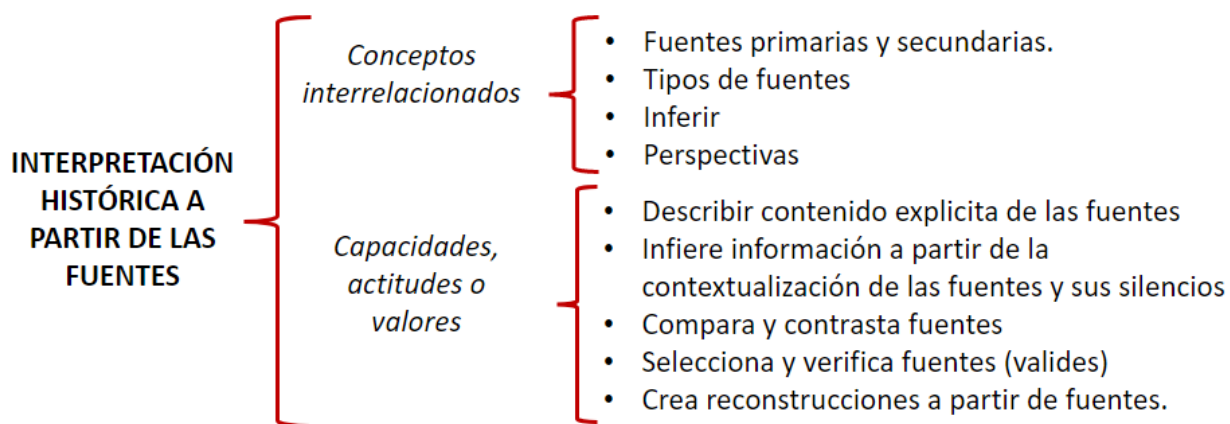 INTERPRETACIÓN
HISTÓRICA A
PARTIR DE LAS
FUENTES
Conceptos
interrelacionados
• Fuentes primarias y secundarias.
• Tipos de fuentes
• Inferir
• Perspectivas
Capacidades,
actitudes o
valores
• Describir contenido explicita de las fuentes
• Infiere información a partir de la
contextualización de las fuentes y sus silencios
• Compara y contrasta fuentes
• Selecciona y verifica fuentes (valides)
• Crea reconstrucciones a partir de fuentes.